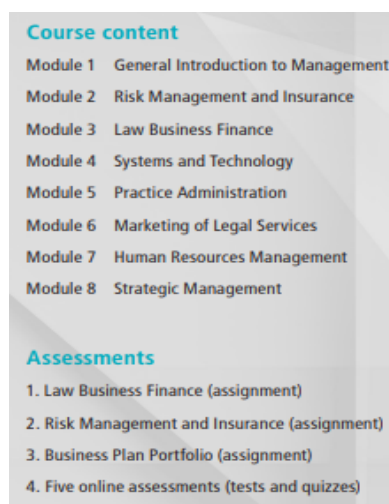 Course content
Module 1 General Introduction to Management
Module 2 Risk Management and Insurance
Module 3 Law Business Finance
Module 4 Systems and Technology
Module 5 Practice Administration
Module 6 Marketing of Legal Services
Module 7 Human Resources Management
Module 8 Strategic Management
Assessments
1. Law Business Finance (assignment)
2. Risk Management and Insurance (assignment)
3. Business Plan Portfolio (assignment)
4. Five online assessments (tests and quizzes)